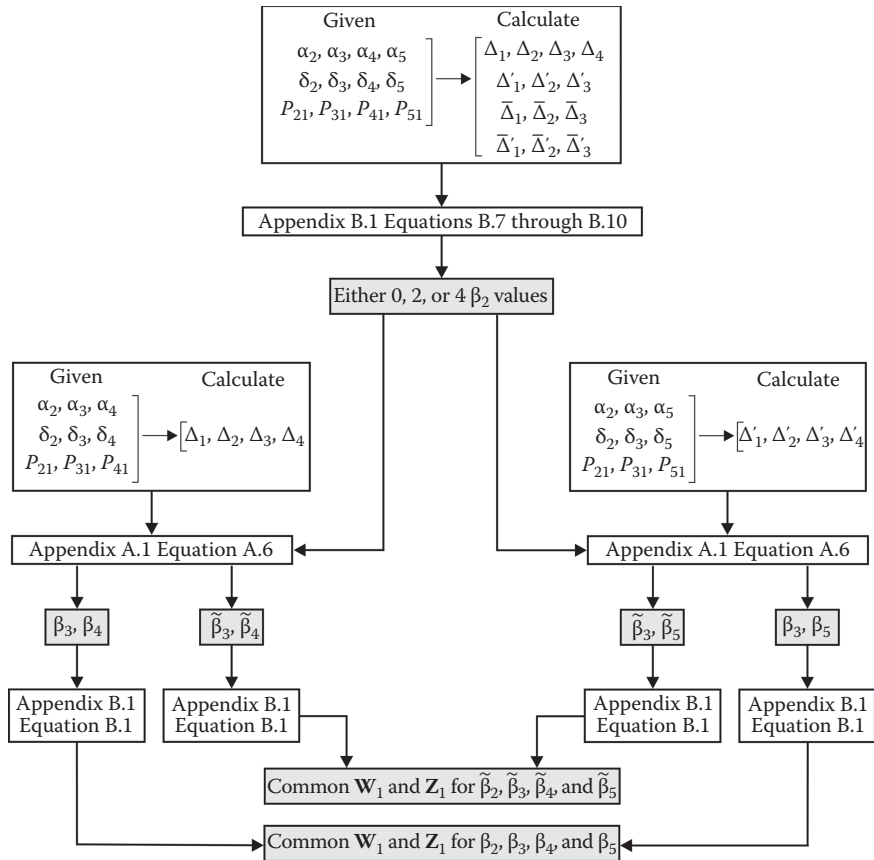 Given Calculate
α₂, α₃, α₄, α₅ Δ₁, Δ₂, Δ₃, Δ₄
δ₂, δ₃, δ₄, δ₅ Δ′₁, Δ′₂, Δ′₃
P₂₁, P₃₁, P₄₁, P₅₁ Δ̅₁, Δ̅₂, Δ̅₃
Δ̅′₁, Δ̅′₂, Δ̅′₃
Appendix B.1 Equations B.7 through B.10
Either 0, 2, or 4 β₂ values
Given Calculate
α₂, α₃, α₄
δ₂, δ₃, δ₄ Δ₁, Δ₂, Δ₃, Δ₄
P₂₁, P₃₁, P₄₁
Given Calculate
α₂, α₃, α₅
δ₂, δ₃, δ₅ Δ′₁, Δ′₂, Δ′₃, Δ′₄
P₂₁, P₃₁, P₅₁
Appendix A.1 Equation A.6
Appendix A.1 Equation A.6
β₃, β₄
β̃₃, β̃₄
β̃₃, β̃₅
β₃, β₅
Appendix B.1
Equation B.1
Appendix B.1
Equation B.1
Appendix B.1
Equation B.1
Appendix B.1
Equation B.1
Common W₁ and Z₁ for β̃₂, β̃₃, β̃₄, and β̃₅
Common W₁ and Z₁ for β₂, β₃, β₄, and β₅